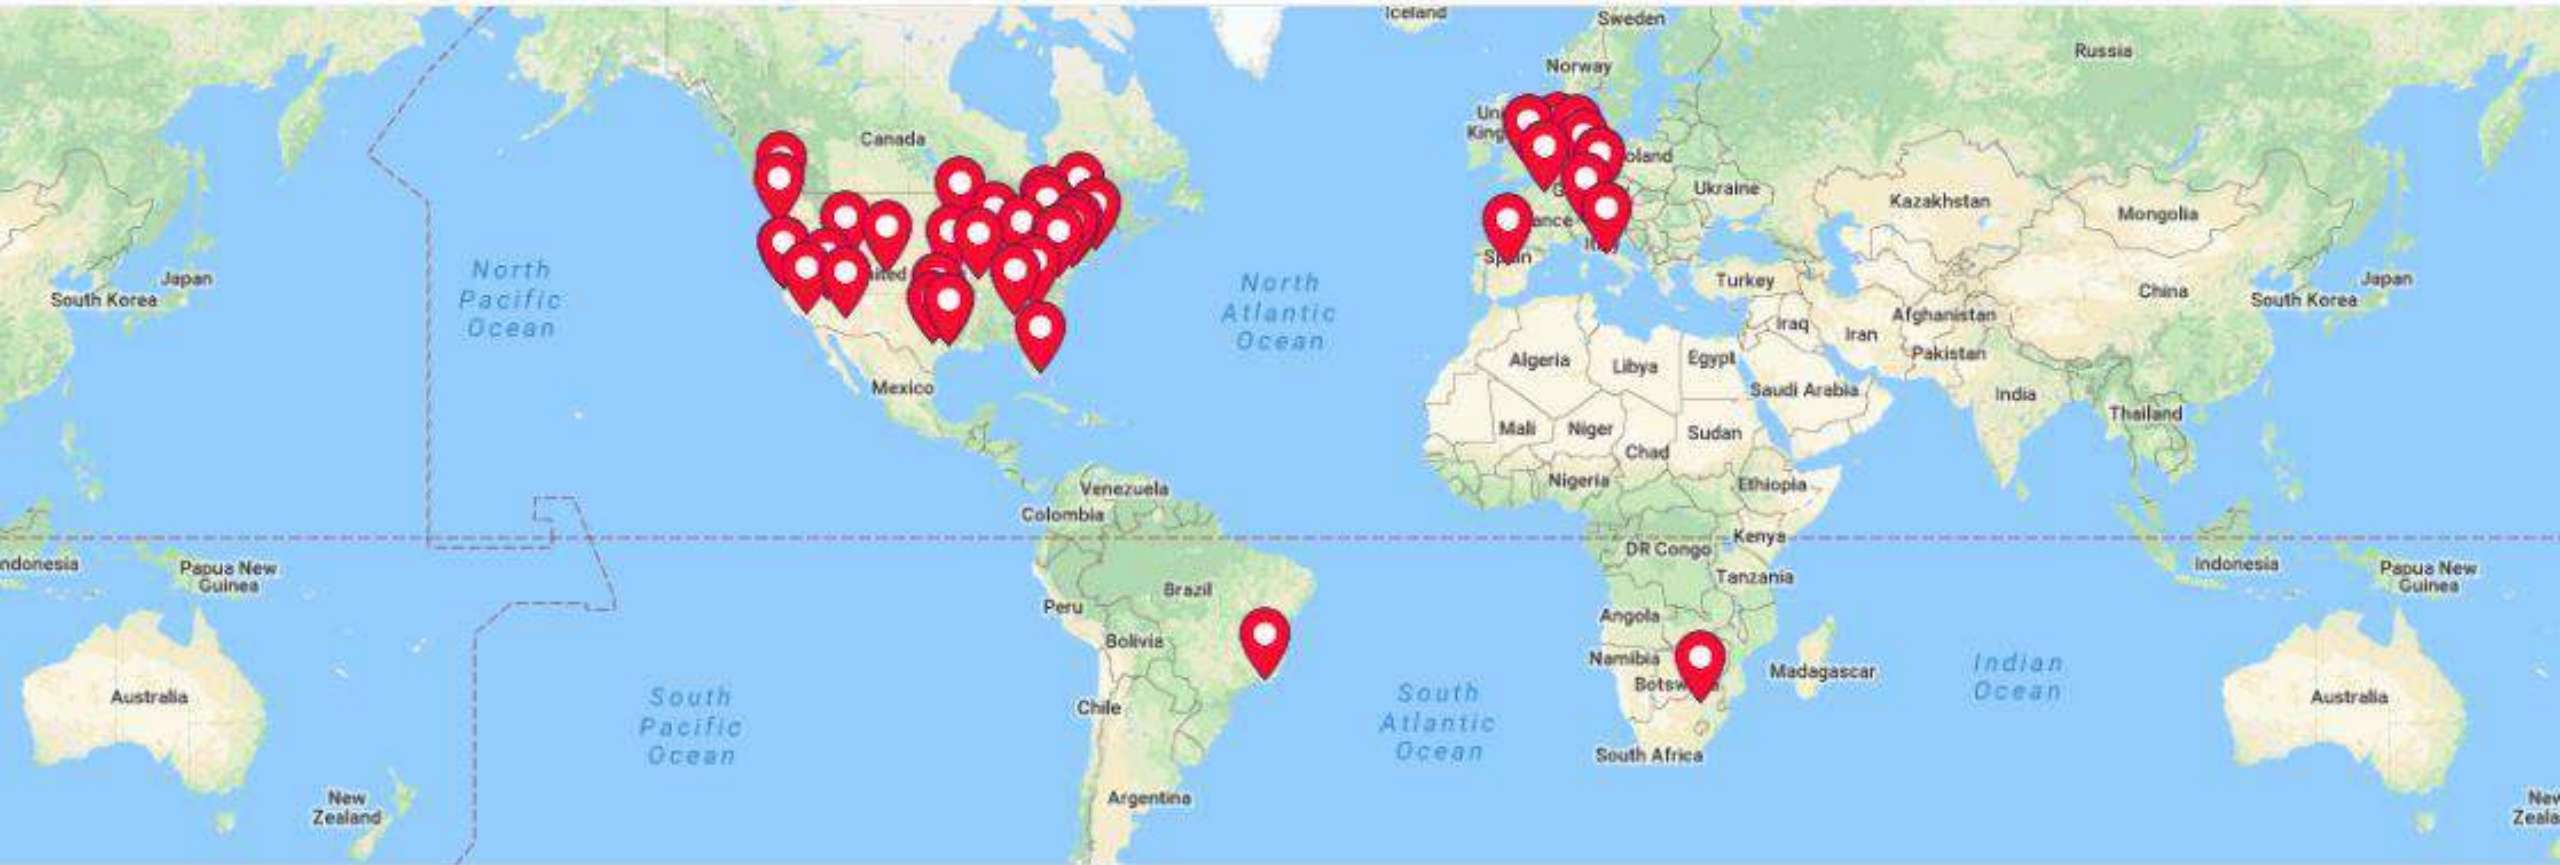 Iceland
Sweden
Russia
Norway
Canada
Kazakhstan
Ukraine
Mongolia
North
Pacific
Ocean
Japan
South Korea
North
Atlantic
Ocean
Turkey
China
Japan
South Korea
Afghanistan
Iraq
Iran
Pakistan
Algeria
Libya
Egypt
Saudi Arabia
India
Mexico
Thailand
Mali
Niger
Sudan
Chad
Nigeria
Ethiopia
Venezuela
Colombia
Kenya
DR Congo
ndonesia
Papua New
Guinea
Brazil
Tanzania
Indonesia
Papua New
Guinea
Peru
Angola
Bolivia
Namibia
Madagascar
Indian
Ocean
Australia
South
Pacific
Ocean
Chile
South
Atlantic
Ocean
Australia
South Africa
New
Zealand
Argentina
New
Zeala